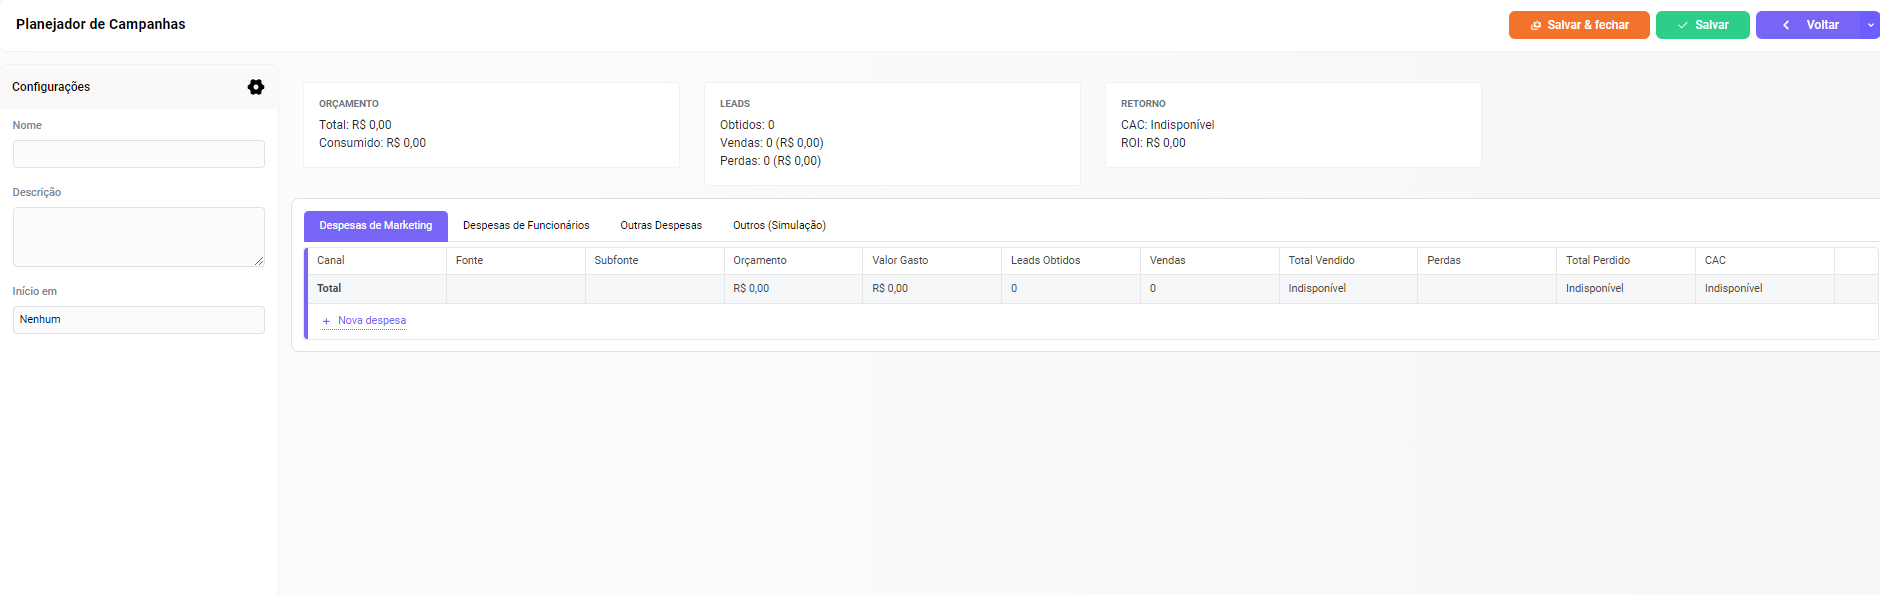 Planejador de Campanhas
Salvar & fechar
Salvar
Voltar
Configurações
Nome
Descrição
Início em
Nenhum
ORÇAMENTO
Total: R$ 0,00
Consumido: R$ 0,00
LEADS
Obtidos: 0
Vendas: 0 (R$ 0,00)
Perdas: 0 (R$ 0,00)
RETORNO
CAC: Indisponível
ROI: R$ 0,00
Despesas de Marketing Despesas de Funcionários Outras Despesas Outros (Simulação)
Canal Fonte Subfonte Orçamento Valor Gasto Leads Obtidos Vendas Total Vendido Perdas Total Perdido CAC
Total R$ 0,00 R$ 0,00 0 0 Indisponível Indisponível Indisponível
+ Nova despesa